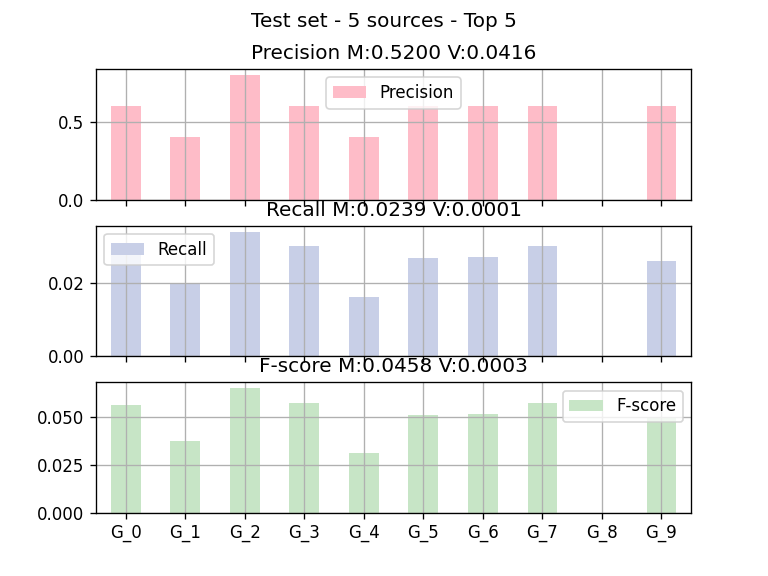 Test set - 5 sources - Top 5
Precision M:0.5200 V:0.0416
Precision
0.5
0.0
Recall M:0.0239 V:0.0001
Recall
0.02
0.00
F-score M:0.0458 V:0.0003
F-score
0.050
0.025
0.000
G_0 G_1 G_2 G_3 G_4 G_5 G_6 G_7 G_8 G_9